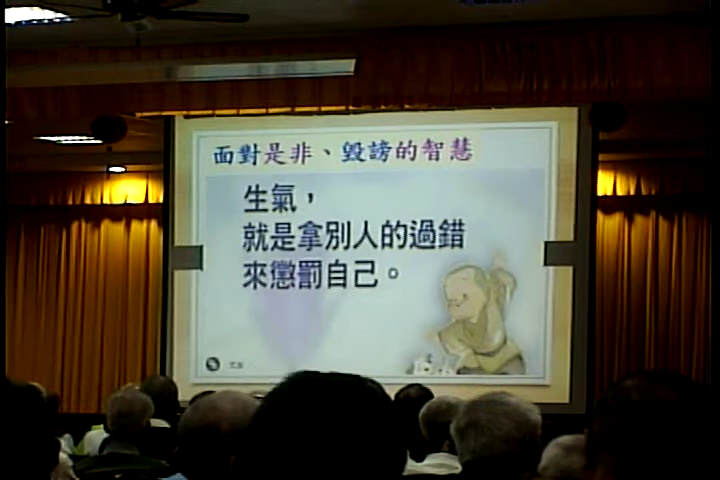 面對是非、毀謗的智慧
生氣，
就是拿別人的過錯
來懲罰自己。